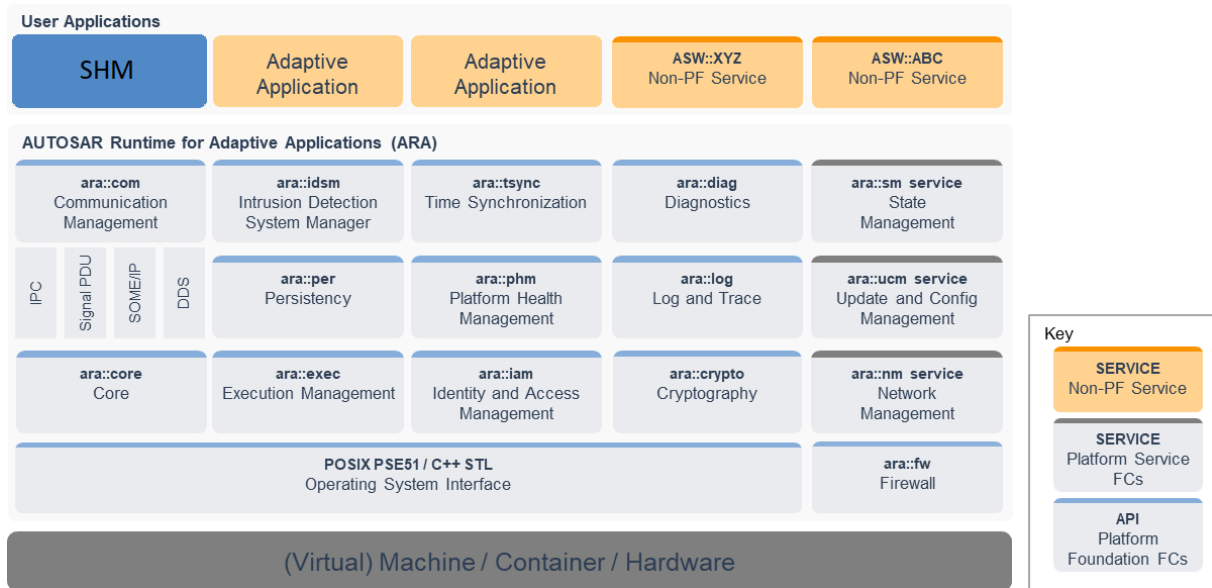 User Applications
SHM
Adaptive
Application
Adaptive
Application
ASW::XYZ
Non-PF Service
ASW::ABC
Non-PF Service
AUTOSAR Runtime for Adaptive Applications (ARA)
ara::com
Communication
Management
ara::idsm
Intrusion Detection
System Manager
ara::tsync
Time Synchronization
ara::diag
Diagnostics
ara::sm service
State
Management
IPC
Signal PDU
SOME/IP
DDS
ara::per
Persistency
ara::phm
Platform Health
Management
ara::log
Log and Trace
ara::ucm service
Update and Config
Management
ara::core
Core
ara::exec
Execution Management
ara::iam
Identity and Access
Management
ara::crypto
Cryptography
ara::nm service
Network
Management
POSIX PSE51 / C++ STL
Operating System Interface
ara::fw
Firewall
(Virtual) Machine / Container / Hardware
Key
SERVICE
Non-PF Service
SERVICE
Platform Service
FCs
API
Platform
Foundation FCs